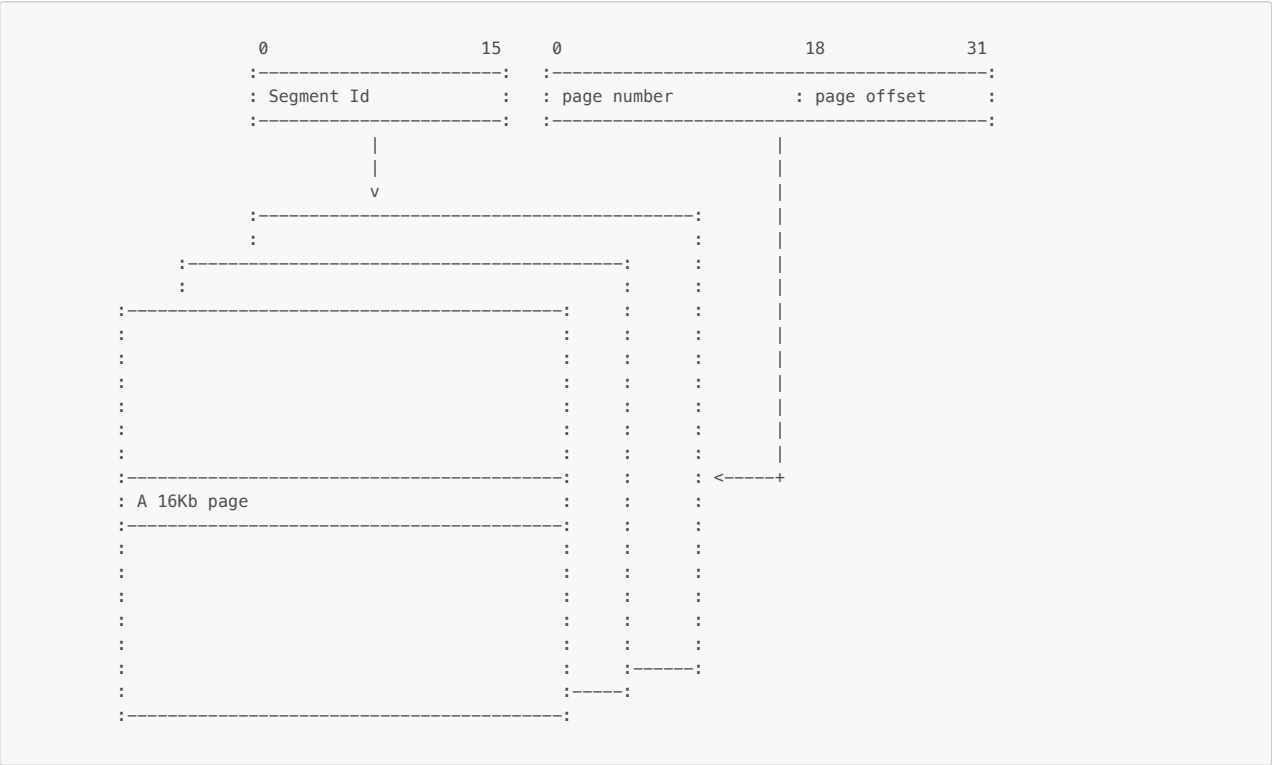 0 15 0 18 31
: Segment Id : : page number : page offset :
A 16Kb page